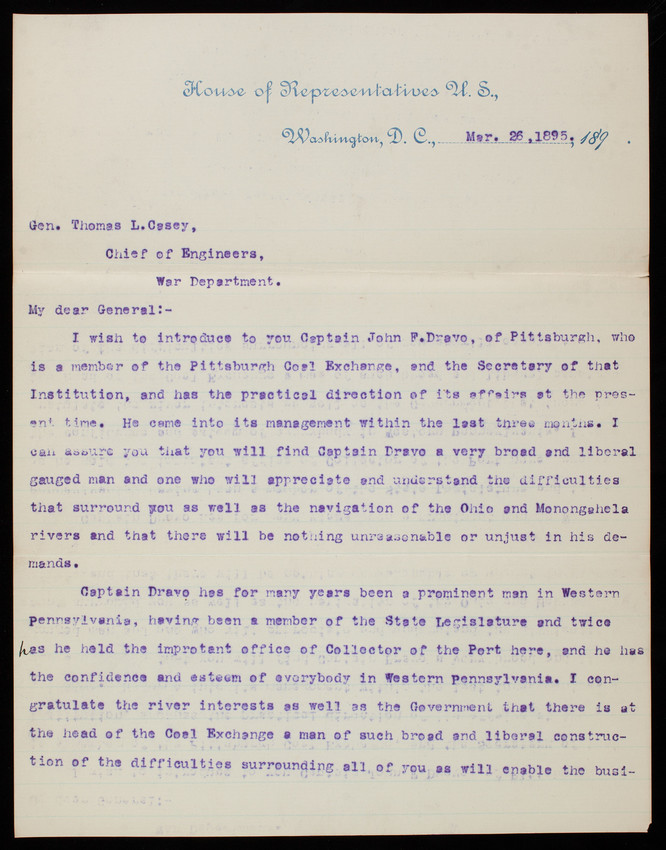 House of Representatives U. S.,
Washington, D. C., Mar. 26,1895; 189 .
Gen. Thomas L.Casey,
Chief of Engineers,
War Department.
My dear General:-
I wish to introduce to you Captain John F.Dravo, of Pittsburgh, who
is a member of the Pittsburgh Coal Exchange, and the Secretary of that
Institution, and has the practical direction of its affairs at the pres-
ent time. He came into its management within the last three months. I
can assure you that you will find Captain Dravo a very broad and liberal
gauged man and one who will appreciate and understand the difficulties
that surround you as well as the navigation of the Ohio and Monongahela
rivers and that there will be nothing unreasonable or unjust in his de-
mands.
Captain Dravo has for many years been a prominent man in Western
Pennsylvania, having been a member of the State Legislature and twice
has he held the improtant office of Collector of the Port here, and he has
the confidence and esteem of everybody in Western Pennsylvania. I con-
gratulate the river interests as well as the Government that there is at
the head of the Coal Exchange a man of such broad and liberal construc-
tion of the difficulties surrounding all of you as will enable the busi-